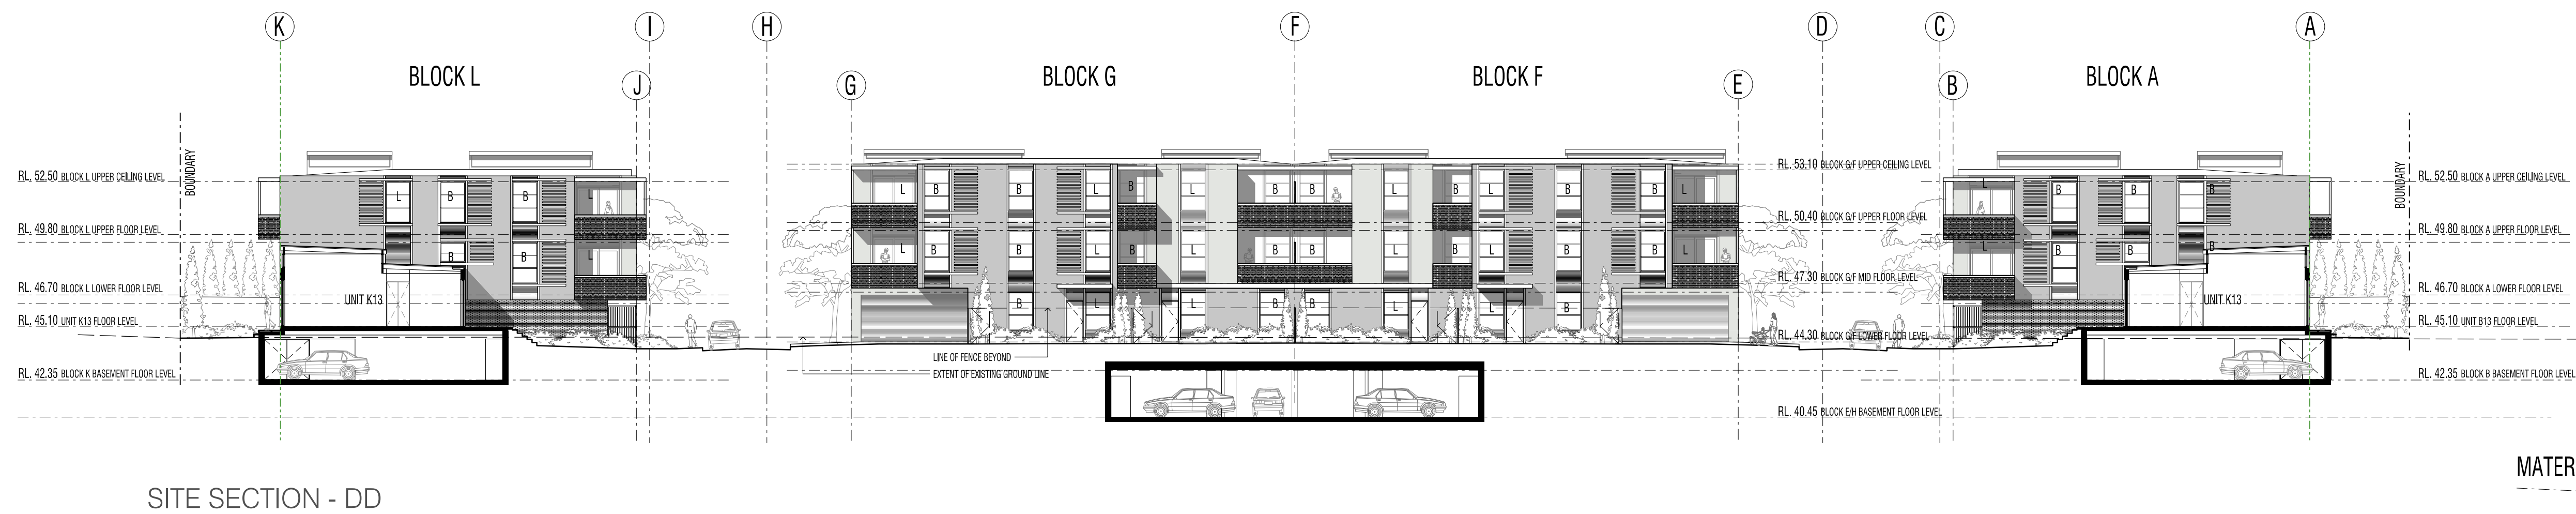 K
I
H
F
D
C
A
BLOCK L
J
G
BLOCK G
BLOCK F
E
B
BLOCK A
BOUNDARY
BOUNDARY
RL. 52.50 BLOCK L UPPER CEILING LEVEL
RL. 49.80 BLOCK L UPPER FLOOR LEVEL
RL. 46.70 BLOCK L LOWER FLOOR LEVEL
RL. 45.10 UNIT K13 FLOOR LEVEL
RL. 42.35 BLOCK K BASEMENT FLOOR LEVEL
L B B L
L B B
UNIT K13
L B B L B L B B L B L B B L
L B B L B L B B L B L B B L
B L L B B L L B
LINE OF FENCE BEYOND
EXTENT OF EXISTING GROUND LINE
RL. 53.10 BLOCK G/F UPPER CEILING LEVEL
RL. 50.40 BLOCK G/F UPPER FLOOR LEVEL
RL. 47.30 BLOCK G/F MID FLOOR LEVEL
RL. 44.30 BLOCK G/F LOWER FLOOR LEVEL
RL. 40.45 BLOCK E/H BASEMENT FLOOR LEVEL
L B B L B
L B B B
UNIT K13
RL. 52.50 BLOCK A UPPER CEILING LEVEL
RL. 49.80 BLOCK A UPPER FLOOR LEVEL
RL. 46.70 BLOCK A LOWER FLOOR LEVEL
RL. 45.10 UNIT B13 FLOOR LEVEL
RL. 42.35 BLOCK B BASEMENT FLOOR LEVEL
SITE SECTION - DD
MATER